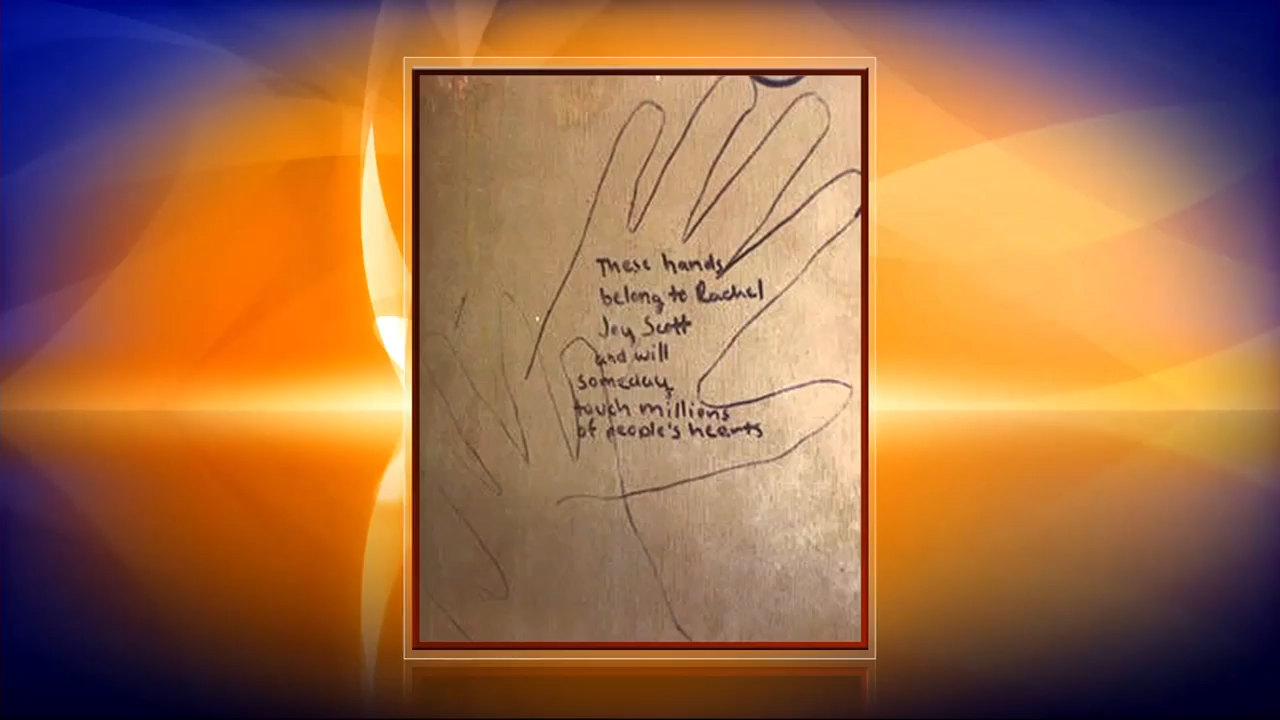 These hands
belong to Rachel
Joy Scott
and will
someday
touch millions
of people's hearts